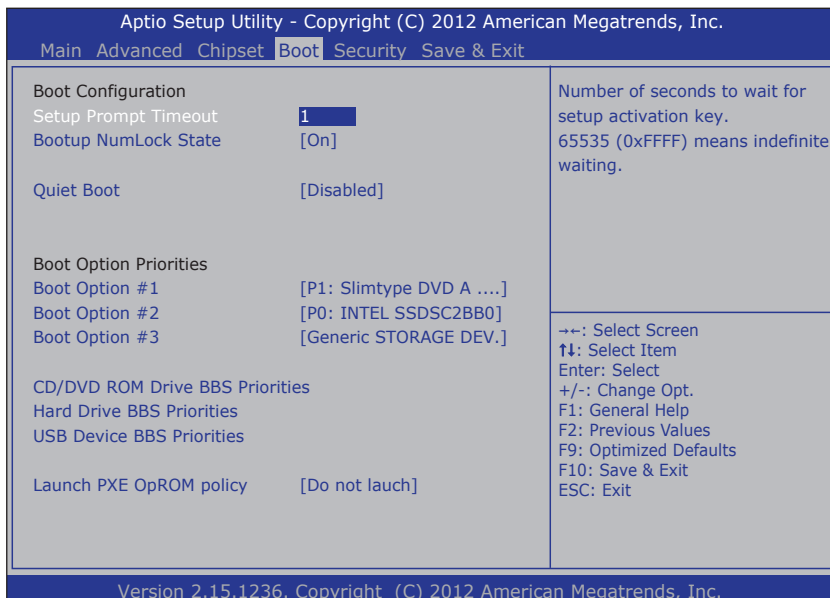 Aptio Setup Utility - Copyright (C) 2012 American Megatrends, Inc.
Main Advanced Chipset Boot Security Save & Exit
Boot Configuration
Setup Prompt Timeout 1
Bootup NumLock State [On]
Quiet Boot [Disabled]
Boot Option Priorities
Boot Option #1 [P1: Slimtype DVD A ....]
Boot Option #2 [P0: INTEL SSDSC2BB0]
Boot Option #3 [Generic STORAGE DEV.]
CD/DVD ROM Drive BBS Priorities
Hard Drive BBS Priorities
USB Device BBS Priorities
Launch PXE OpROM policy [Do not lauch]
Number of seconds to wait for
setup activation key.
65535 (0xFFFF) means indefinite
waiting.
→←: Select Screen
↑↓: Select Item
Enter: Select
+/-: Change Opt.
F1: General Help
F2: Previous Values
F9: Optimized Defaults
F10: Save & Exit
ESC: Exit
Version 2.15.1236. Copyright (C) 2012 American Megatrends, Inc.